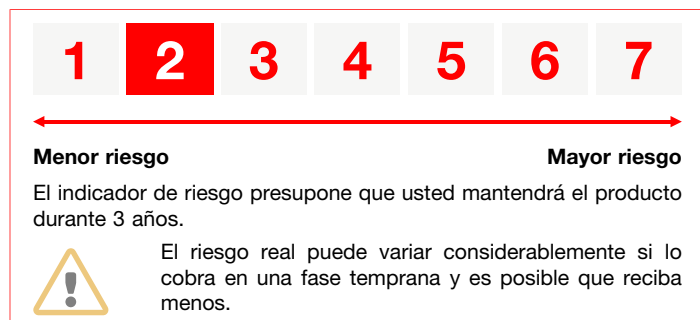 1 2 3 4 5 6 7
Menor riesgo Mayor riesgo
El indicador de riesgo presupone que usted mantendrá el producto
durante 3 años.
El riesgo real puede variar considerablemente si lo
cobra en una fase temprana y es posible que reciba
menos.